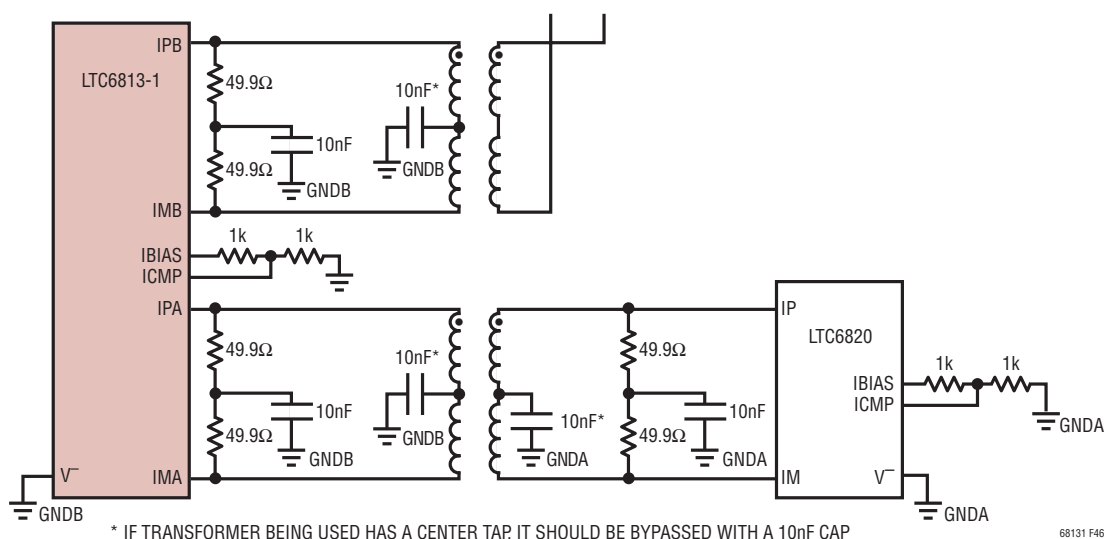 IPB
LTC6813-1
49.9Ω
10nF*
10nF
49.9Ω
GNDB
GNDB
IMB
1k
1k
IBIAS
ICMP
IPA
IP
LTC6820
49.9Ω
10nF*
49.9Ω
1k
1k
IBIAS
10nF
10nF*
10nF
ICMP
49.9Ω
GNDB
49.9Ω
GNDA
GNDB
GNDA
GNDA
V–
IMA
IM
V–
GNDB
GNDA
* IF TRANSFORMER BEING USED HAS A CENTER TAP, IT SHOULD BE BYPASSED WITH A 10nF CAP
68131 F46